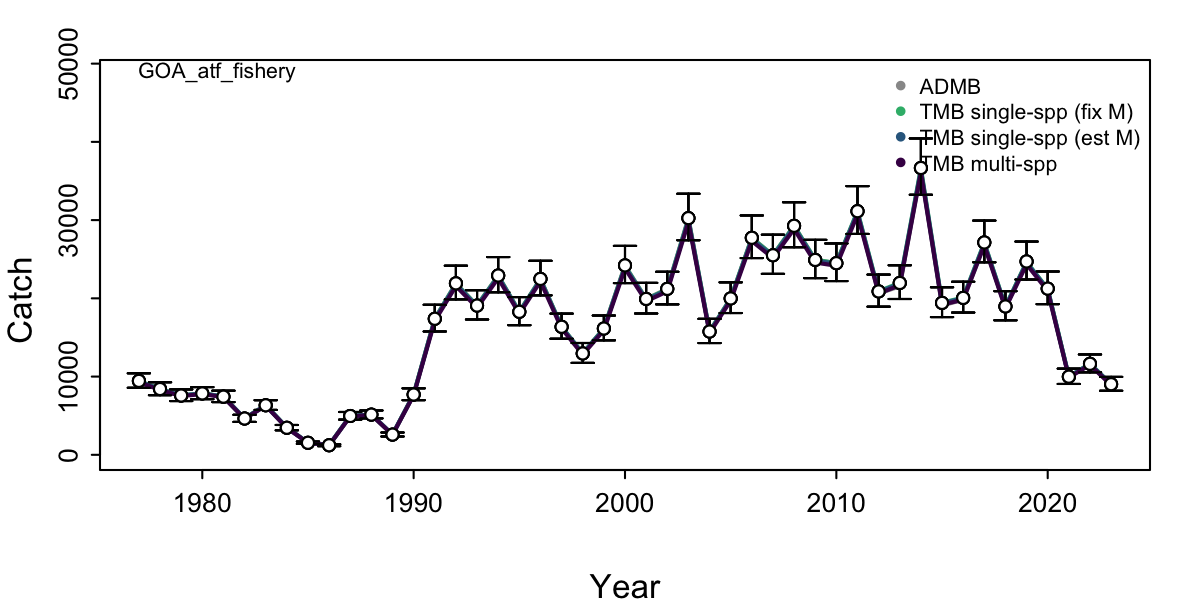 GOA_atf_fishery
ADMB
TMB single-spp (fix M)
TMB single-spp (est M)
TMB multi-spp
Catch
50000
30000
10000
0
1980 1990 2000 2010 2020
Year